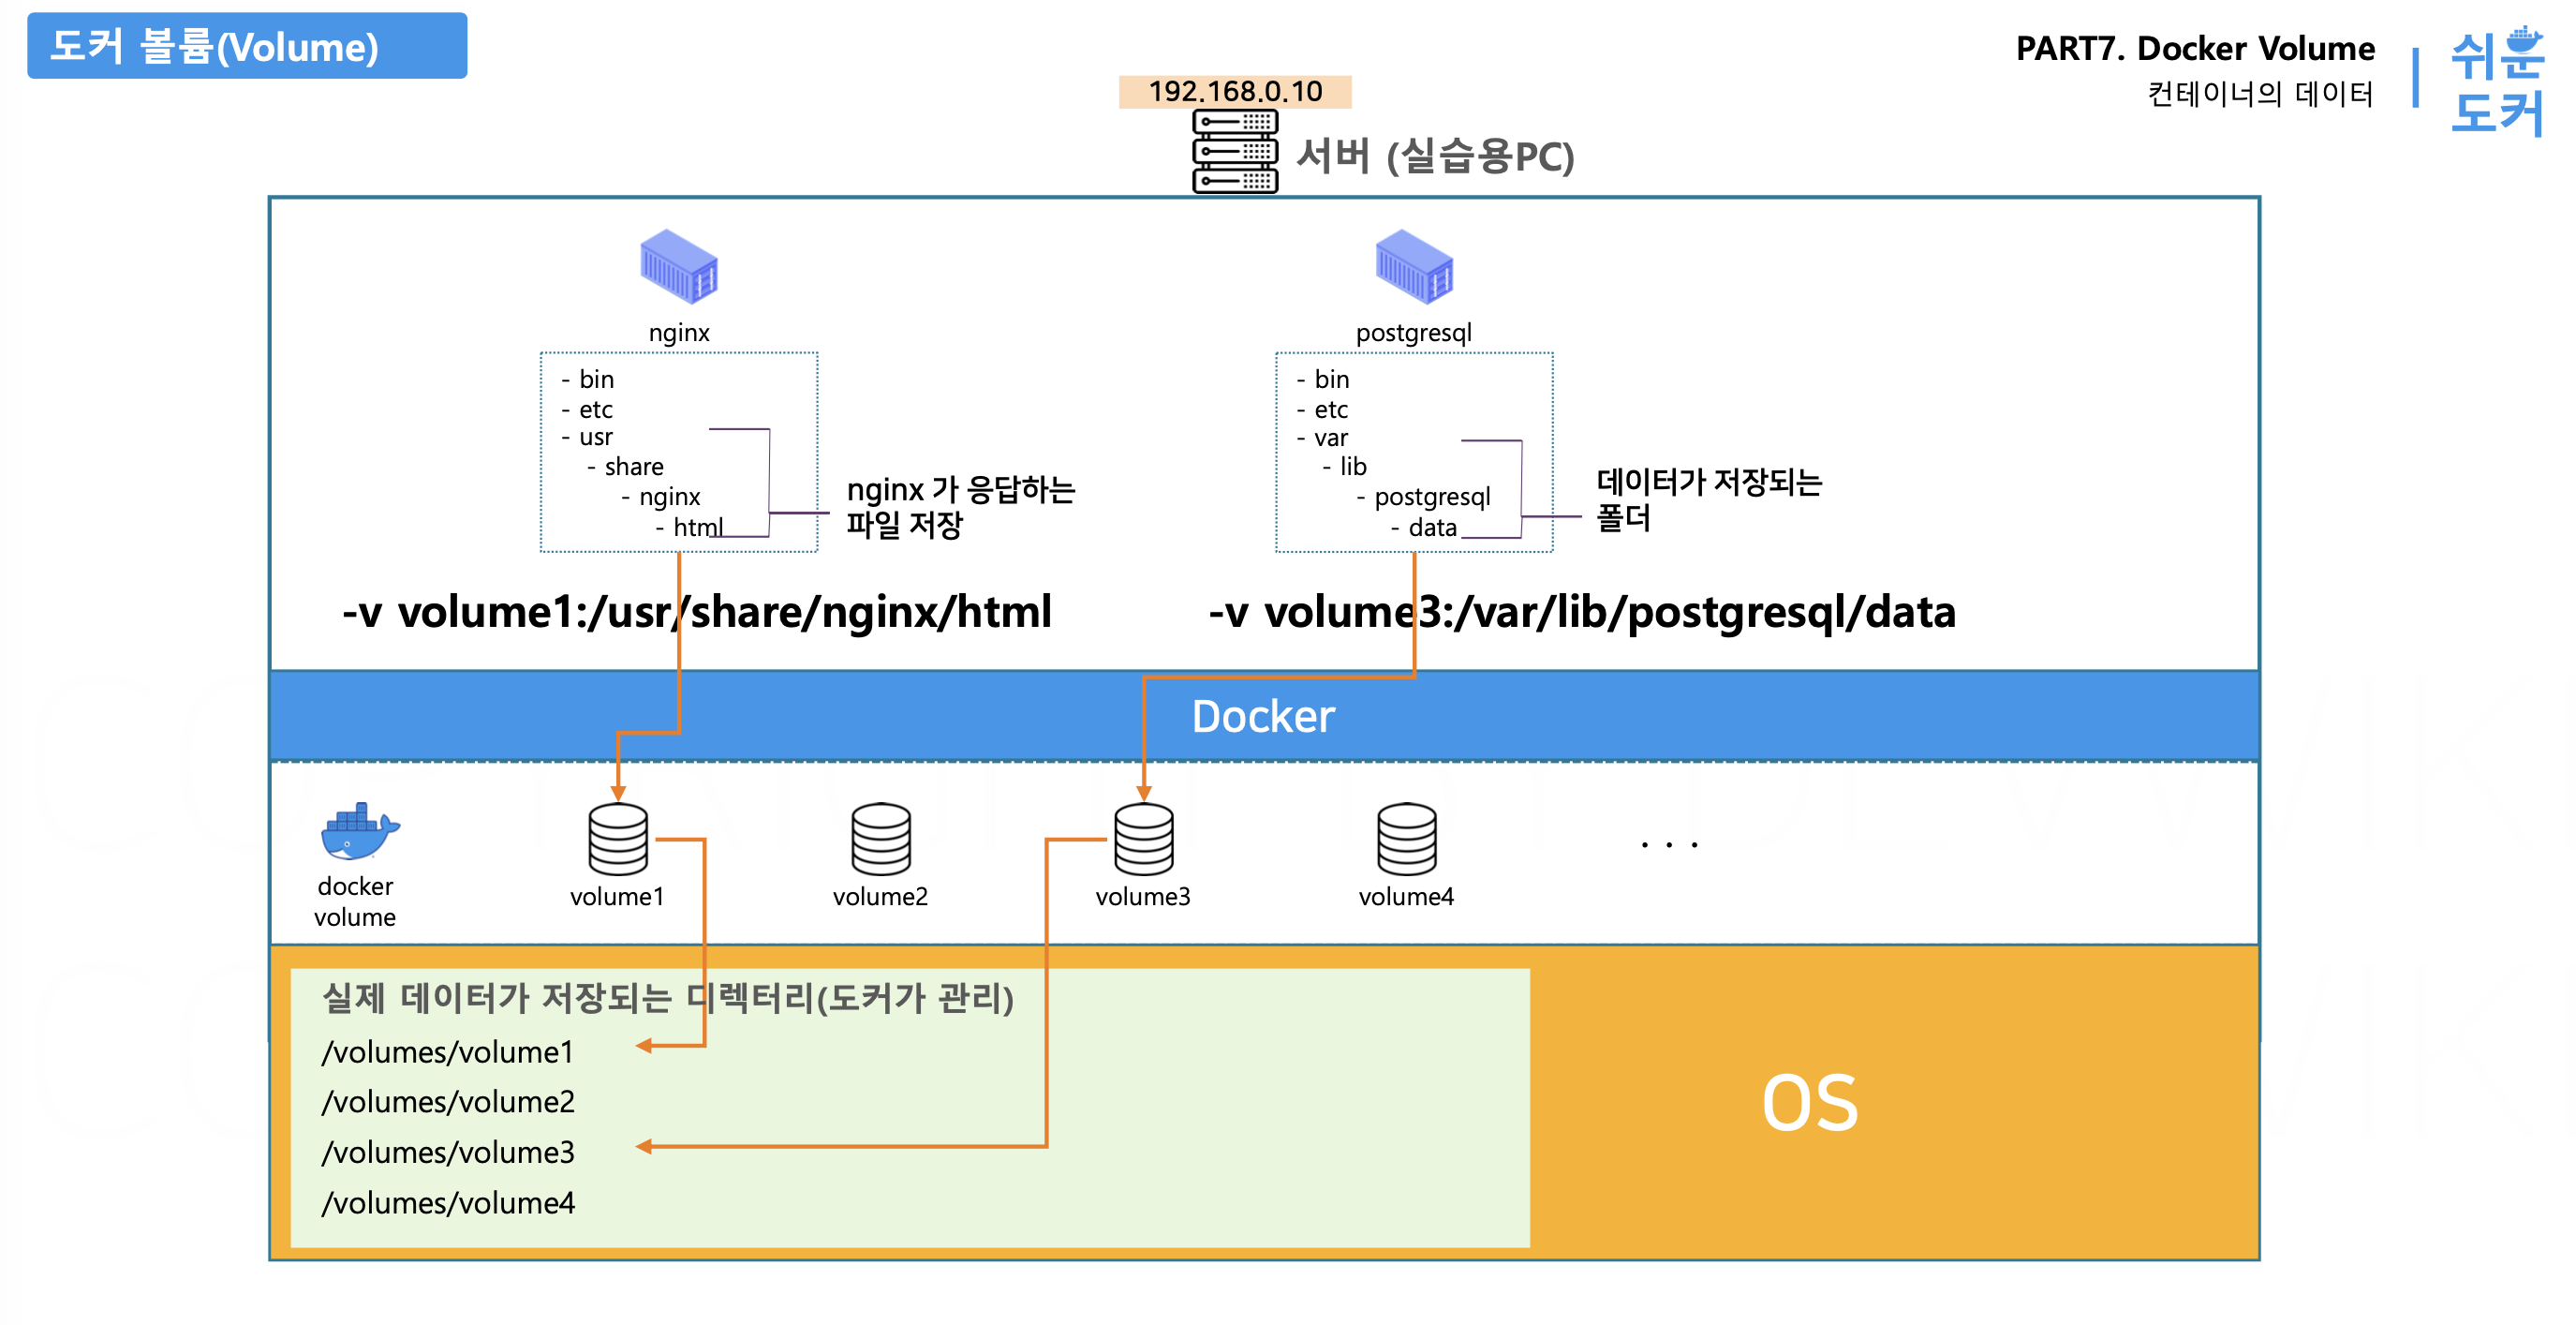 도커 볼륨(Volume)
PART7. Docker Volume
컨테이너의 데이터
쉬운
도커
192.168.0.10
서버 (실습용PC)
nginx
- bin
- etc
- usr
- share
- nginx
- html
nginx 가 응답하는
파일 저장
-v volume1:/usr/share/nginx/html
postgresql
- bin
- etc
- var
- lib
- postgresql
- data
데이터가 저장되는
폴더
-v volume3:/var/lib/postgresql/data
Docker
docker
volume
volume1
volume2
volume3
volume4
. . .
실제 데이터가 저장되는 디렉터리(도커가 관리)
/volumes/volume1
/volumes/volume2
/volumes/volume3
/volumes/volume4
OS